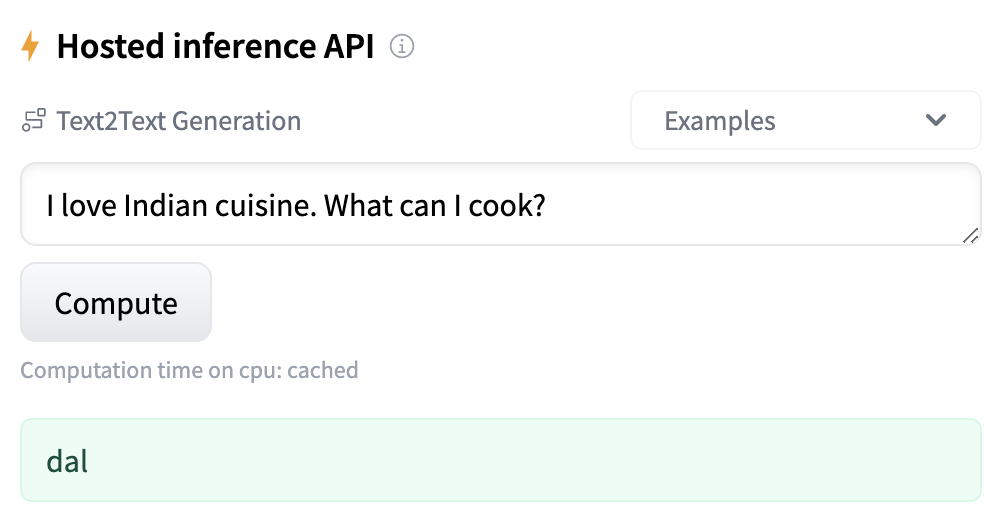 Hosted inference API
Text2Text Generation
Examples
I love Indian cuisine. What can I cook?
Compute
Computation time on cpu: cached
dal